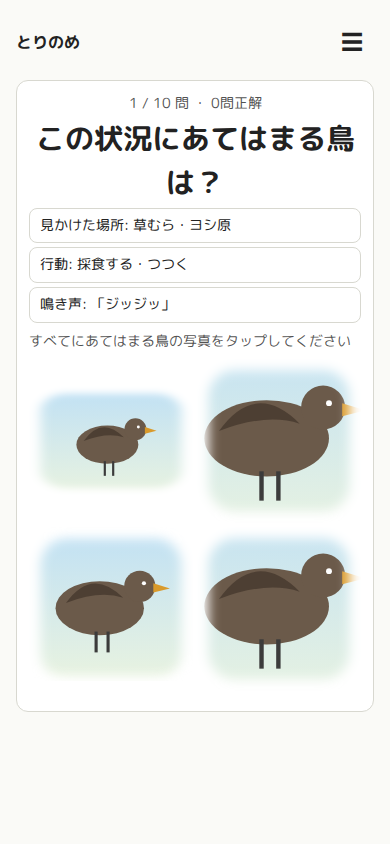 とりのめ
1 / 10 問 · 0問正解
この状況にあてはまる鳥
は？
見かけた場所: 草むら・ヨシ原
行動: 採食する・つつく
鳴き声: 「ジッジッ」
すべてにあてはまる鳥の写真をタップしてください